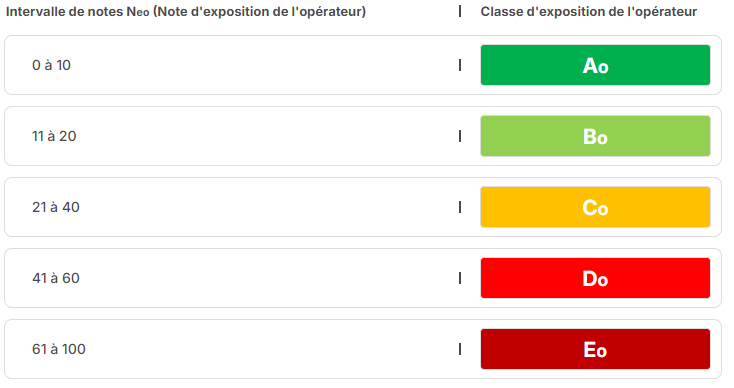 Intervalle de notes Neo (Note d'exposition de l'opérateur) | Classe d'exposition de l'opérateur
0 à 10 | Ao
11 à 20 | Bo
21 à 40 | Co
41 à 60 | Do
61 à 100 | Eo